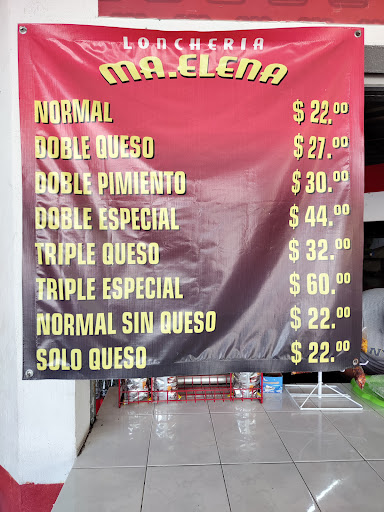 LONCHERIA
MA.ELENA
NORMAL $ 22.00
DOBLE QUESO $ 27.00
DOBLE PIMIENTO $ 30.00
DOBLE ESPECIAL $ 44.00
TRIPLE QUESO $ 32.00
TRIPLE ESPECIAL $ 60.00
NORMAL SIN QUESO $ 22.00
SOLO QUESO $ 22.00